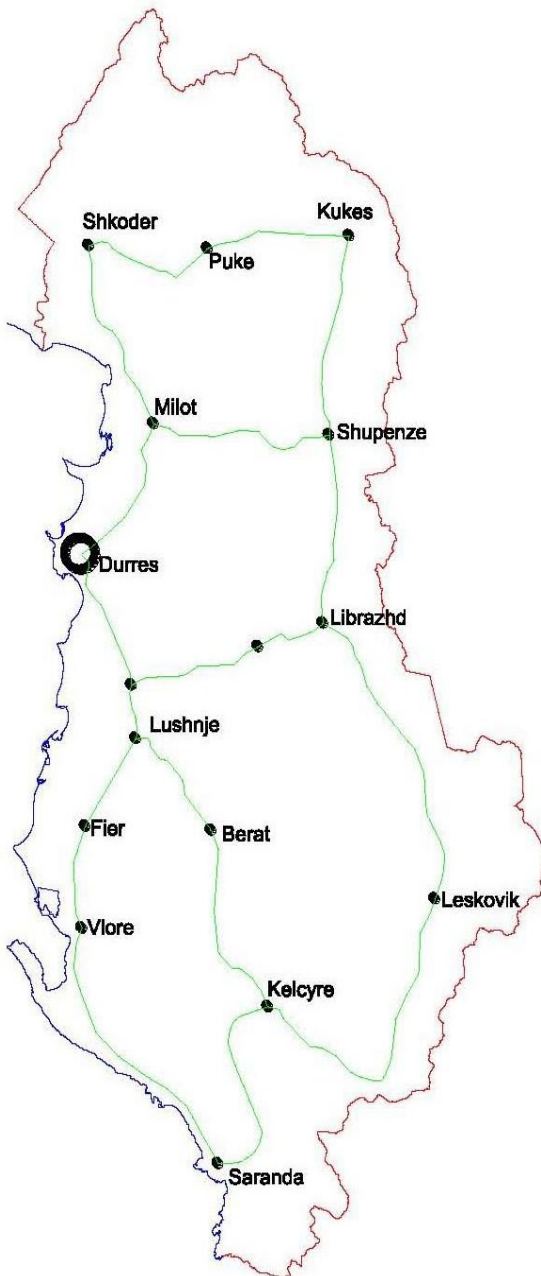 Shkoder
Kukes
Puke
Milot
Shupenze
Durres
Librazhd
Lushnje
Fier
Berat
Leskovik
Vlore
Kelcyre
Saranda